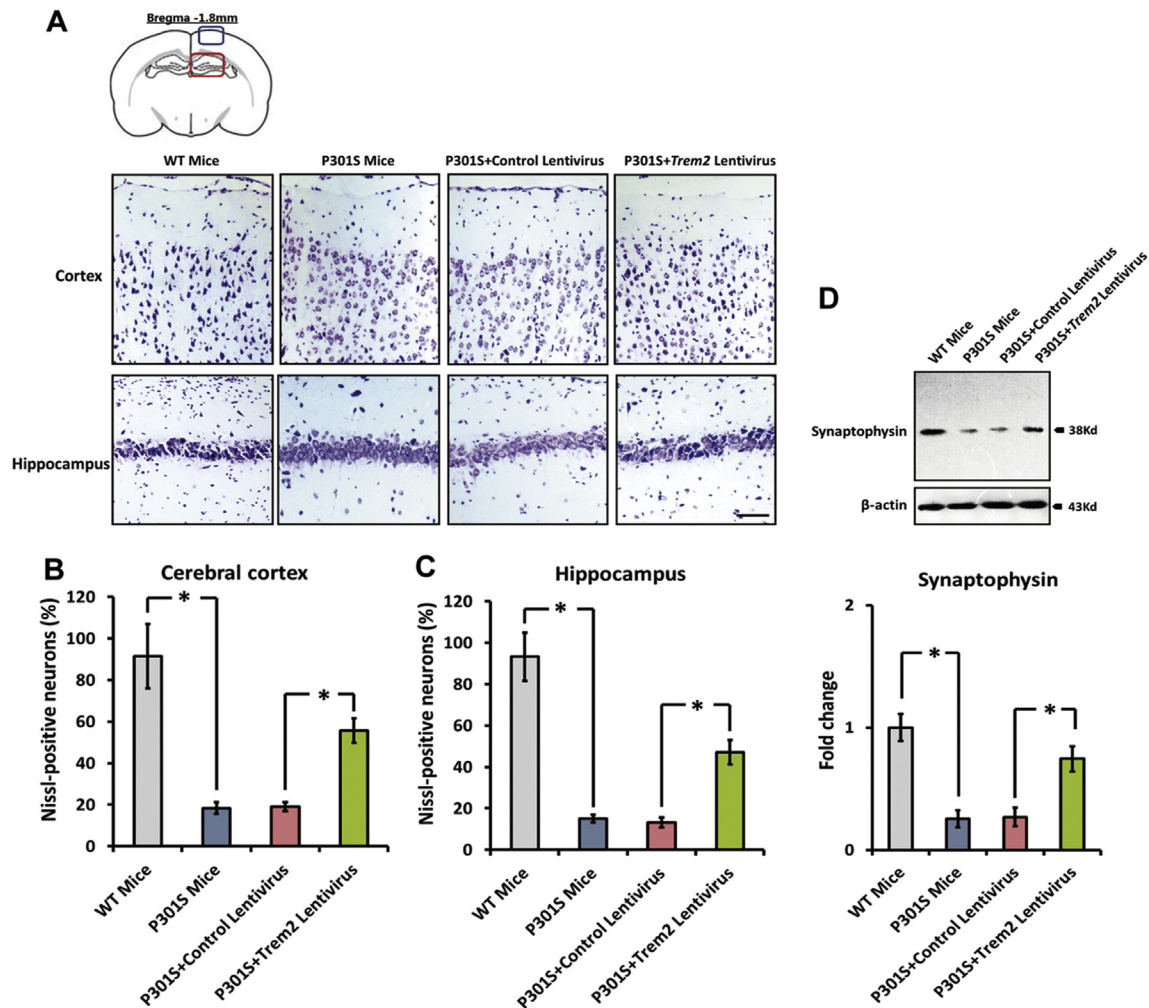 A
Bregma -1.8mm
WT Mice
P301S Mice
P301S+Control Lentivirus
P301S+Trem2 Lentivirus
Cortex
Hippocampus
D
WT Mice
P301S Mice
P301S+Control Lentivirus
P301S+Trem2 Lentivirus
Synaptophysin
38Kd
β-actin
43Kd
B
Cerebral cortex
Nissl-positive neurons (%)
120
100
80
60
40
20
0
*
*
WT Mice
P301S Mice
P301S+Control Lentivirus
P301S+Trem2 Lentivirus
C
Hippocampus
Nissl-positive neurons (%)
120
100
80
60
40
20
0
*
*
WT Mice
P301S Mice
P301S+Control Lentivirus
P301S+Trem2 Lentivirus
Synaptophysin
Fold change
2
1
0
*
*
WT Mice
P301S Mice
P301S+Control Lentivirus
P301S+Trem2 Lentivirus